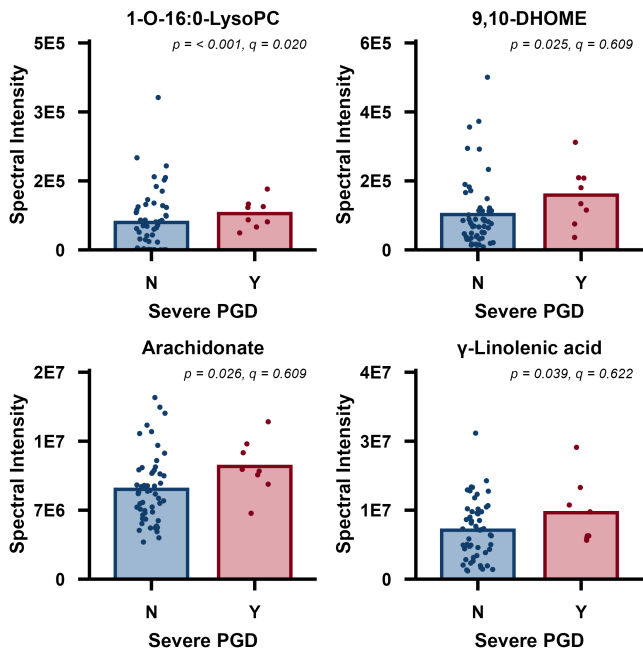 1-O-16:0-LysoPC
p = < 0.001, q = 0.020
Spectral Intensity
5E5
3E5
2E5
0
N
Y
Severe PGD
9,10-DHOME
p = 0.025, q = 0.609
Spectral Intensity
6E5
4E5
2E5
0
N
Y
Severe PGD
Arachidonate
p = 0.026, q = 0.609
Spectral Intensity
2E7
1E7
7E6
0
N
Y
Severe PGD
γ-Linolenic acid
p = 0.039, q = 0.622
Spectral Intensity
4E7
3E7
1E7
0
N
Y
Severe PGD